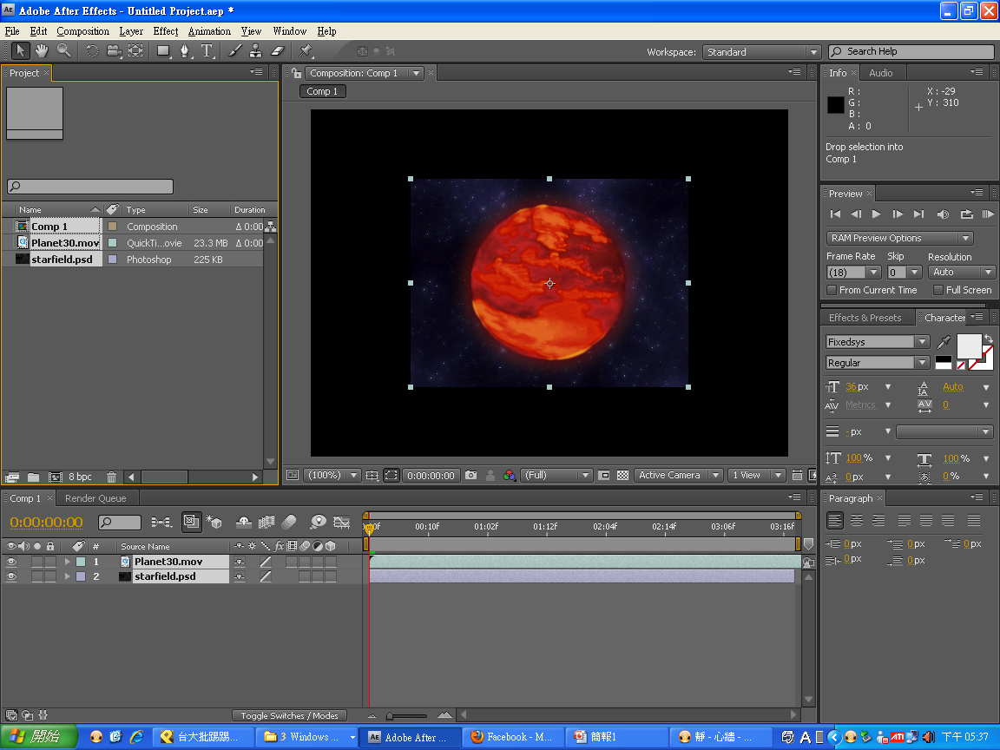 Adobe After Effects - Untitled Project.aep *
File Edit Composition Layer Effect Animation View Window Help
Workspace: Standard Search Help
Project
Composition: Comp 1
Comp 1
Info Audio
R :
G :
B :
A : 0
X : -29
Y : 310
Drop selection into
Comp 1
Name Type Size Duration
Comp 1 Composition Δ 0:00
Planet30.mov QuickTi...ovie 23.3 MB Δ 0:00
starfield.psd Photoshop 225 KB
Preview
RAM Preview Options
Frame Rate Skip Resolution
(18) 0 Auto
From Current Time Full Screen
Effects & Presets Character
Fixedsys
Regular
36 px Auto
Metrics 0
- px
100 % 100 %
0 px 0 %
8 bpc
(100%) 0:00:00:00 (Full) Active Camera 1 View
Comp 1 Render Queue
Paragraph
0:00:00:00
00:10F 01:02F 01:12F 02:04F 02:14F 03:06F 03:16F
# Source Name
1 Planet30.mov
2 starfield.psd
0 px 0 px 0 px
0 px 0 px
Toggle Switches / Modes
開始 台大批踢踢... 3 Windows ... Adobe After ... Facebook - M... 簡報1 靜 - 心牆 - ... 下午 05:37